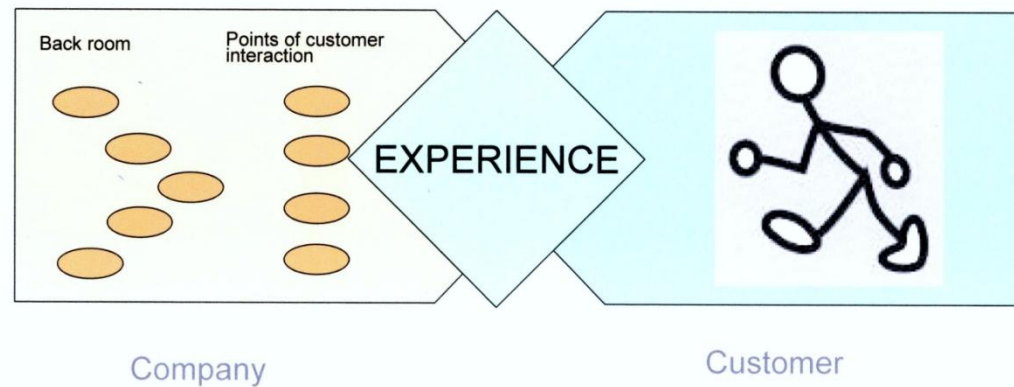 Back room
Points of customer
interaction
EXPERIENCE
Company
Customer